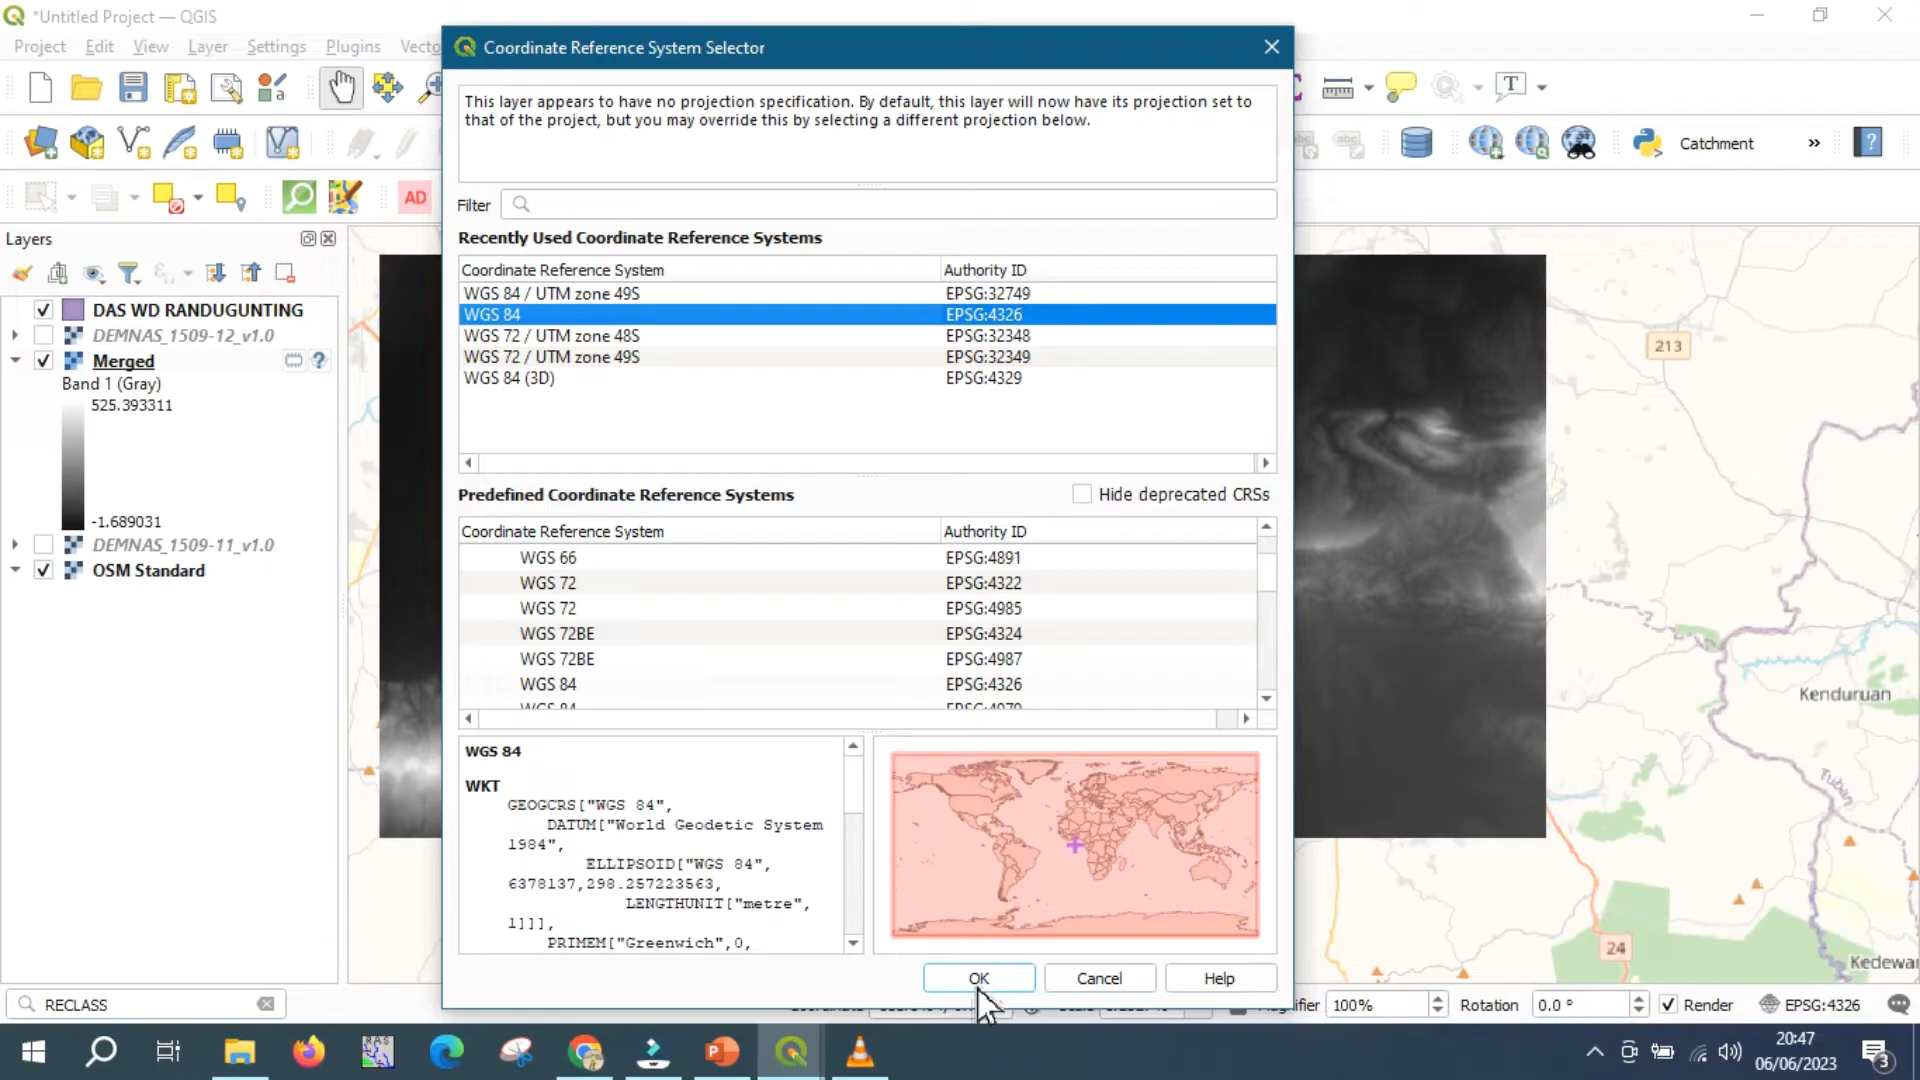 *Untitled Project — QGIS
Project Edit View Layer Settings Plugins Vecto
Catchment
AD
Layers
DAS WD RANDUGUNTING
DEMNAS_1509-12_v1.0
Merged
Band 1 (Gray)
525.393311
-1.689031
DEMNAS_1509-11_v1.0
OSM Standard
Coordinate Reference System Selector
This layer appears to have no projection specification. By default, this layer will now have its projection set to
that of the project, but you may override this by selecting a different projection below.
Filter
Recently Used Coordinate Reference Systems
Coordinate Reference System Authority ID
WGS 84 / UTM zone 49S EPSG:32749
WGS 84 EPSG:4326
WGS 72 / UTM zone 48S EPSG:32348
WGS 72 / UTM zone 49S EPSG:32349
WGS 84 (3D) EPSG:4329
Predefined Coordinate Reference Systems
Hide deprecated CRSs
Coordinate Reference System Authority ID
WGS 66 EPSG:4891
WGS 72 EPSG:4322
WGS 72 EPSG:4985
WGS 72BE EPSG:4324
WGS 72BE EPSG:4987
WGS 84 EPSG:4326
WGS 84 EPSG:4979
WGS 84
WKT
GEOGCRS["WGS 84",
DATUM["World Geodetic System
1984",
ELLIPSOID["WGS 84",
6378137,298.257223563,
LENGTHUNIT["metre",
1]]],
PRIMEM["Greenwich",0,
OK Cancel Help
213
Kenduruan
Tuban
24
Kedewa
RECLASS
100% Rotation 0.0 ° Render EPSG:4326
RAS
20:47
06/06/2023
3